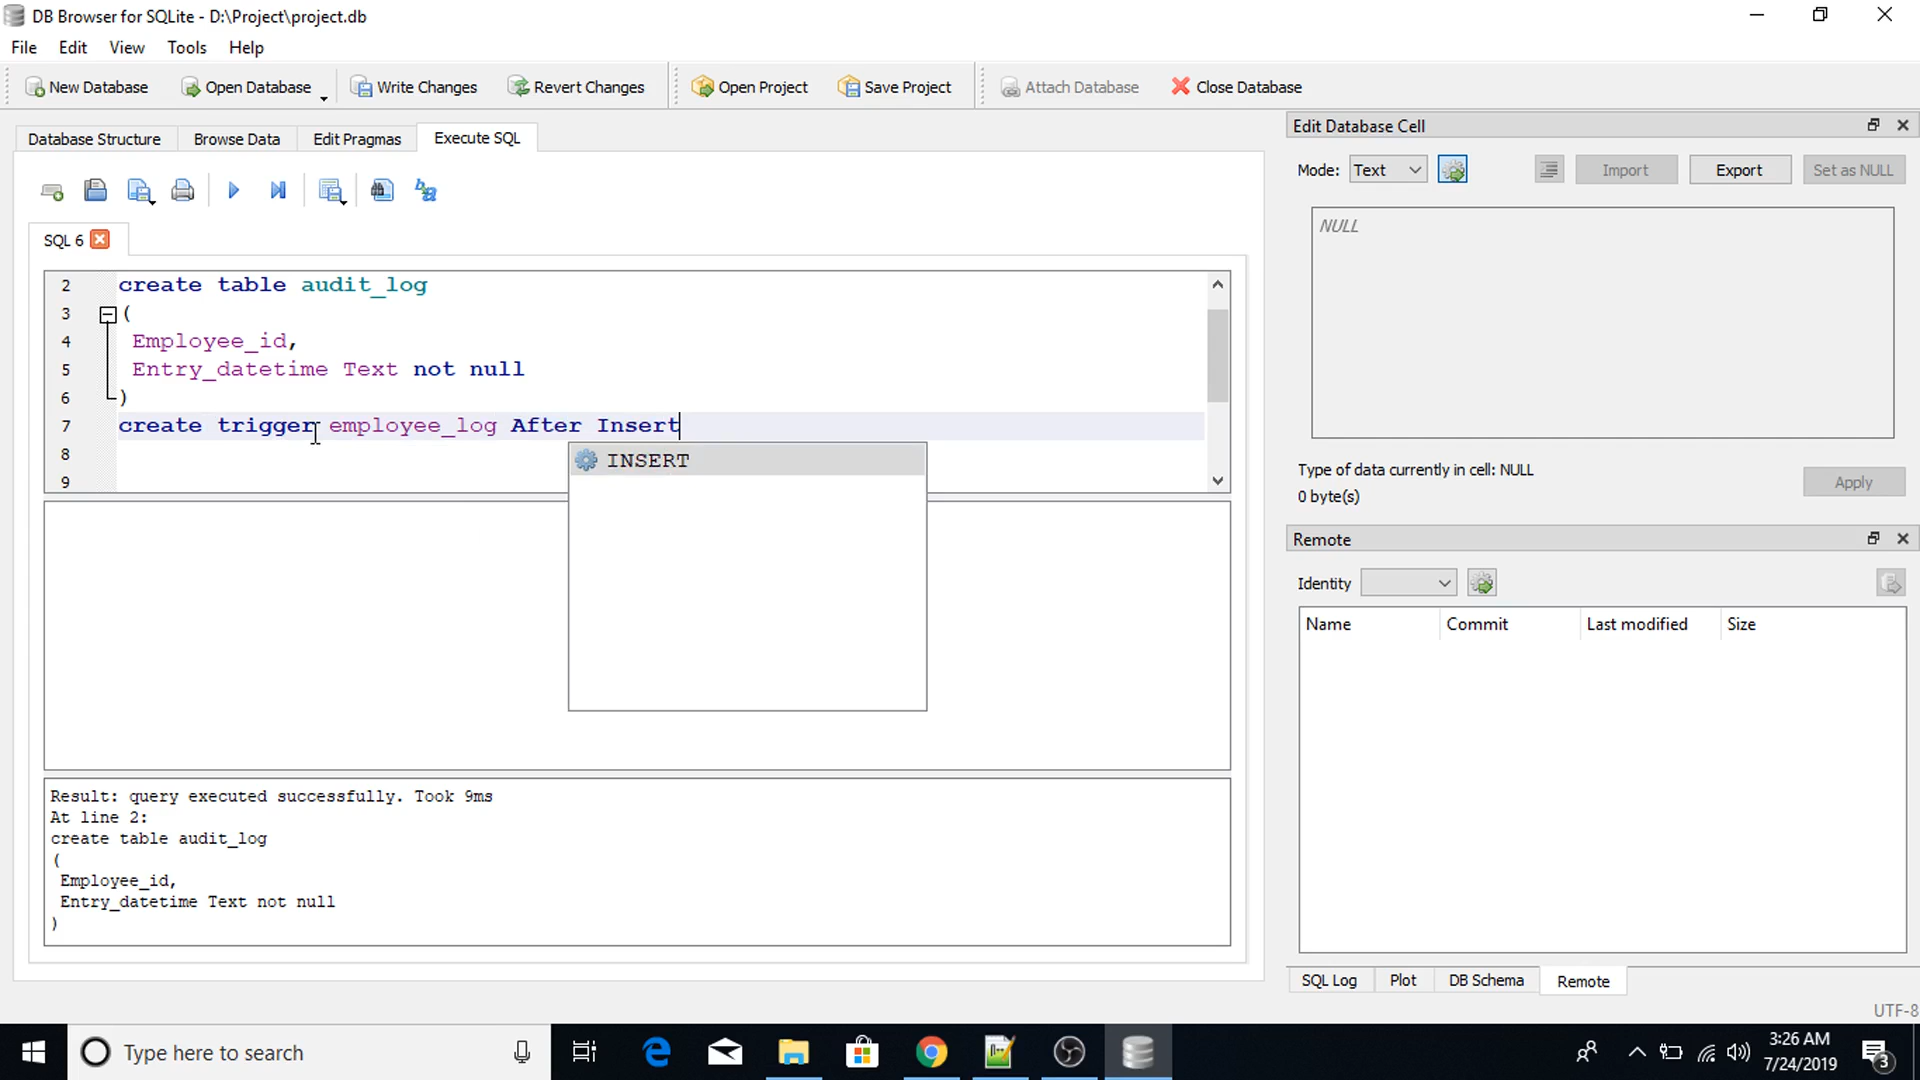 DB Browser for SQLite - D:\Project\project.db
File Edit View Tools Help
New Database Open Database Write Changes Revert Changes Open Project Save Project Attach Database Close Database
Database Structure Browse Data Edit Pragmas Execute SQL
SQL 6
2 create table audit_log
3 (
4 Employee_id,
5 Entry_datetime Text not null
6 )
7 create trigger employee_log After Insert
8
9
INSERT
Result: query executed successfully. Took 9ms
At line 2:
create table audit_log
(
Employee_id,
Entry_datetime Text not null
)
Edit Database Cell
Mode: Text Import Export Set as NULL
NULL
Type of data currently in cell: NULL
0 byte(s)
Apply
Remote
Identity
Name Commit Last modified Size
SQL Log Plot DB Schema Remote
UTF-8
Type here to search
3:26 AM
7/24/2019
3